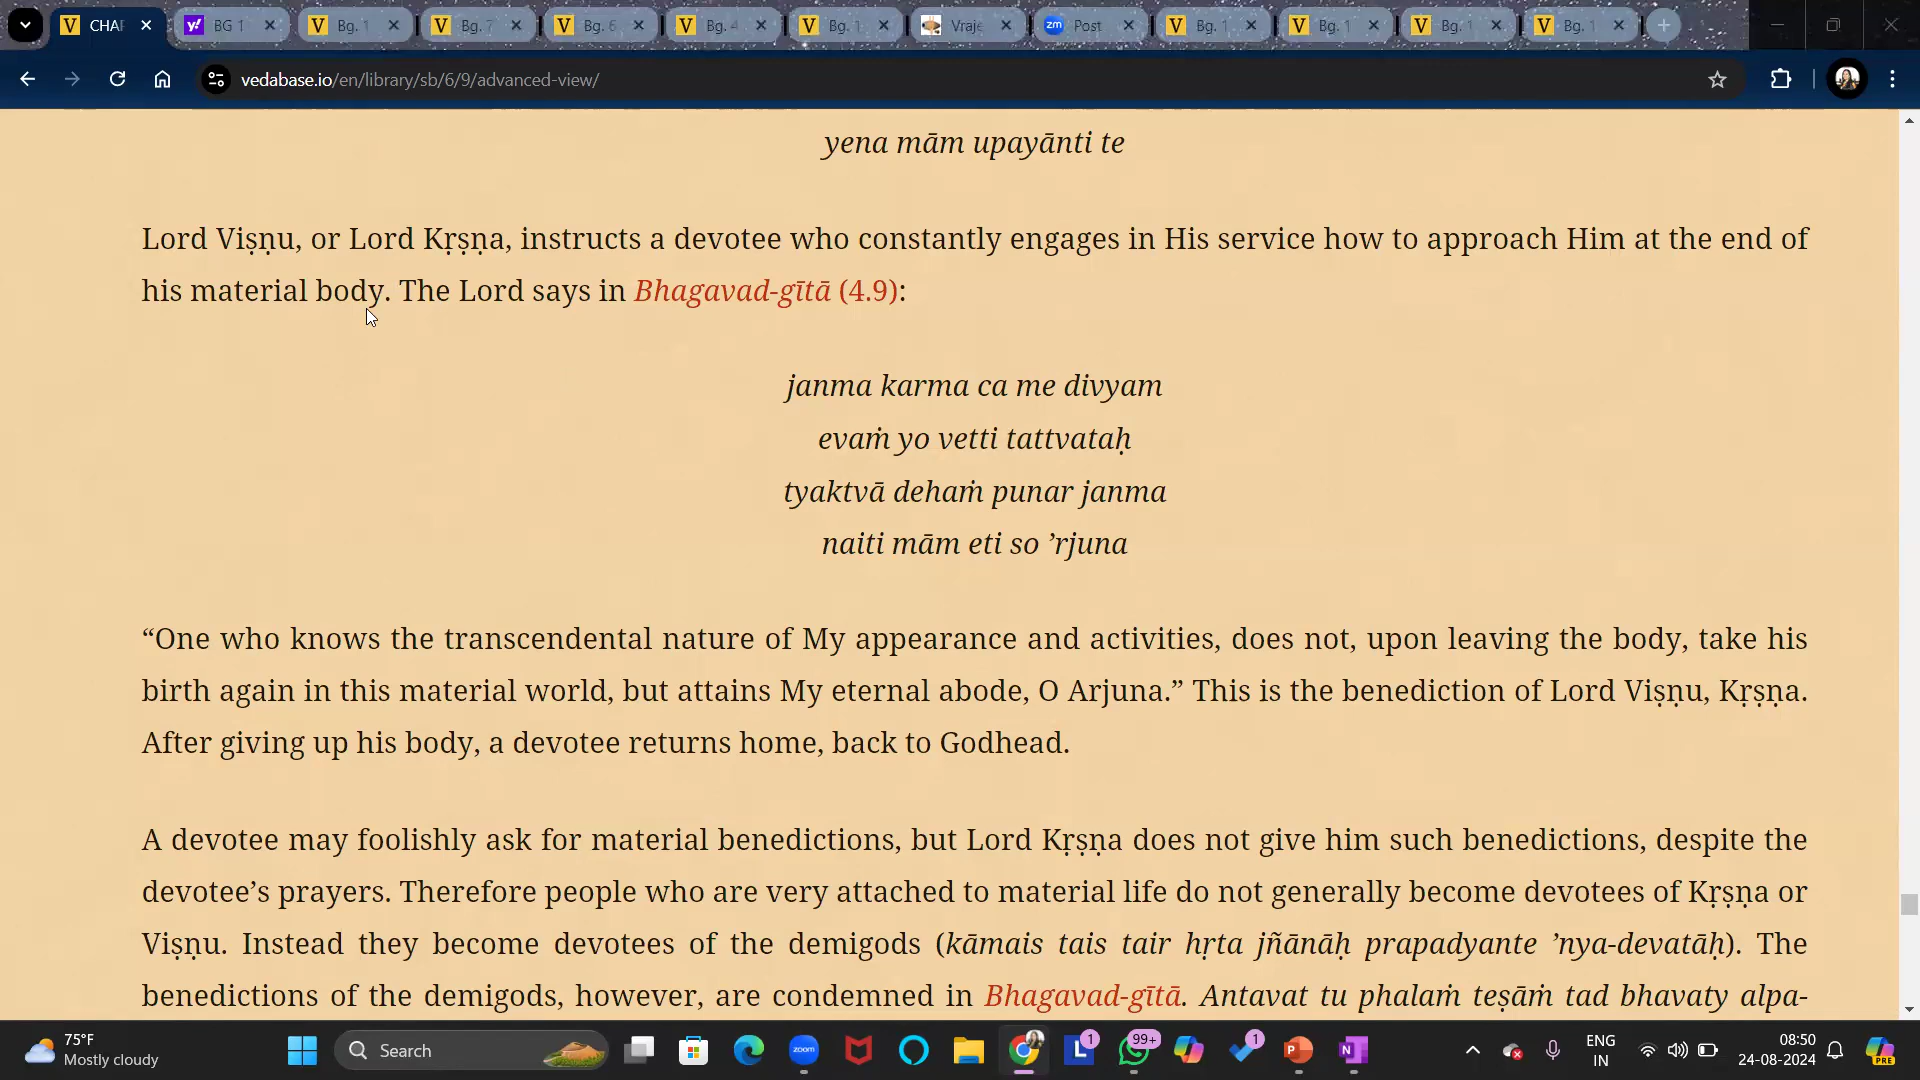 CHAP
BG 1
Bg. 1
Bg. 7
Bg. 6
Bg. 4
Bg. 1
Vraje
Post
Bg. 1
Bg. 1
Bg. 1
Bg. 1
vedabase.io/en/library/sb/6/9/advanced-view/
yena mām upayānti te
Lord Viṣṇu, or Lord Kṛṣṇa, instructs a devotee who constantly engages in His service how to approach Him at the end of
his material body. The Lord says in Bhagavad-gītā (4.9):
janma karma ca me divyam
evaṁ yo vetti tattvataḥ
tyaktvā dehaṁ punar janma
naiti mām eti so ’rjuna
“One who knows the transcendental nature of My appearance and activities, does not, upon leaving the body, take his
birth again in this material world, but attains My eternal abode, O Arjuna.” This is the benediction of Lord Viṣṇu, Kṛṣṇa.
After giving up his body, a devotee returns home, back to Godhead.
A devotee may foolishly ask for material benedictions, but Lord Kṛṣṇa does not give him such benedictions, despite the
devotee’s prayers. Therefore people who are very attached to material life do not generally become devotees of Kṛṣṇa or
Viṣṇu. Instead they become devotees of the demigods (kāmais tais tair hṛta jñānāḥ prapadyante ’nya-devatāḥ). The
benedictions of the demigods, however, are condemned in Bhagavad-gītā. Antavat tu phalaṁ teṣāṁ tad bhavaty alpa-
75°F
Mostly cloudy
Search
zoom
1
99+
1
ENG
IN
08:50
24-08-2024
PRE